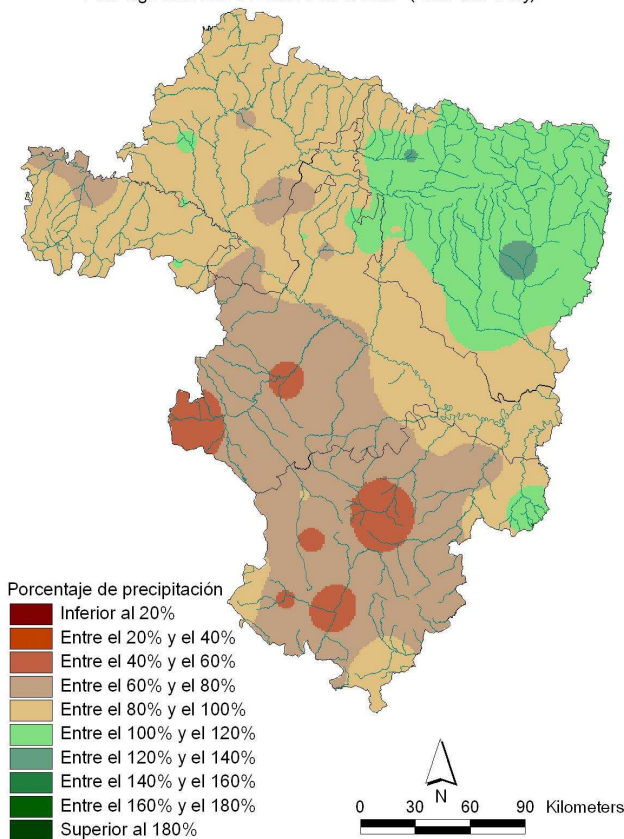 Porcentaje de precipitación
Inferior al 20%
Entre el 20% y el 40%
Entre el 40% y el 60%
Entre el 60% y el 80%
Entre el 80% y el 100%
Entre el 100% y el 120%
Entre el 120% y el 140%
Entre el 140% y el 160%
Entre el 160% y el 180%
Superior al 180%
N
0 30 60 90 Kilometers